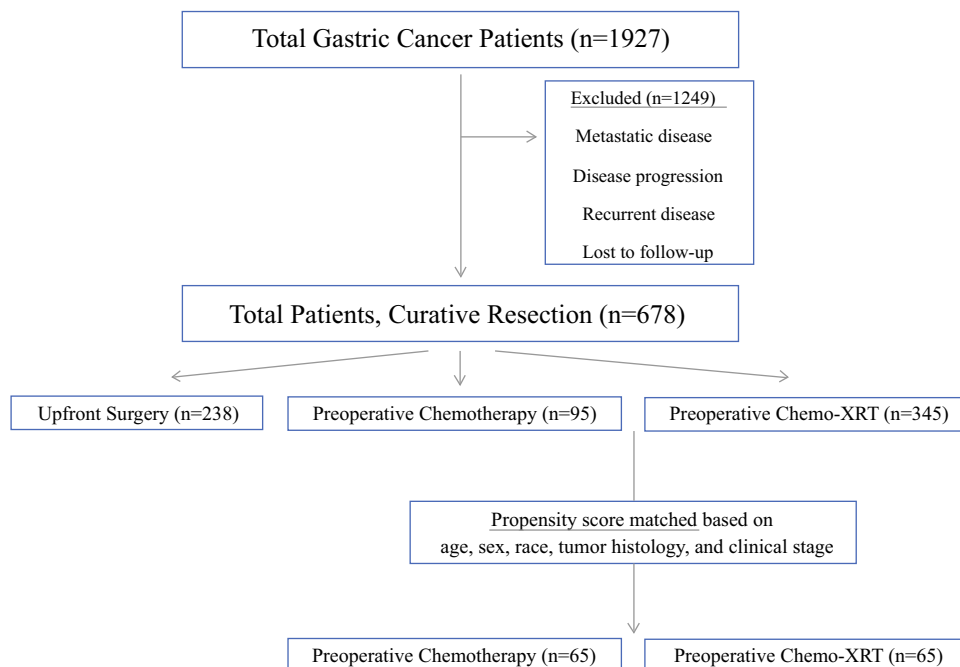 Total Gastric Cancer Patients (n=1927)
Excluded (n=1249)
Metastatic disease
Disease progression
Recurrent disease
Lost to follow-up
Total Patients, Curative Resection (n=678)
Upfront Surgery (n=238)
Preoperative Chemotherapy (n=95)
Preoperative Chemo-XRT (n=345)
Propensity score matched based on
age, sex, race, tumor histology, and clinical stage
Preoperative Chemotherapy (n=65)
Preoperative Chemo-XRT (n=65)